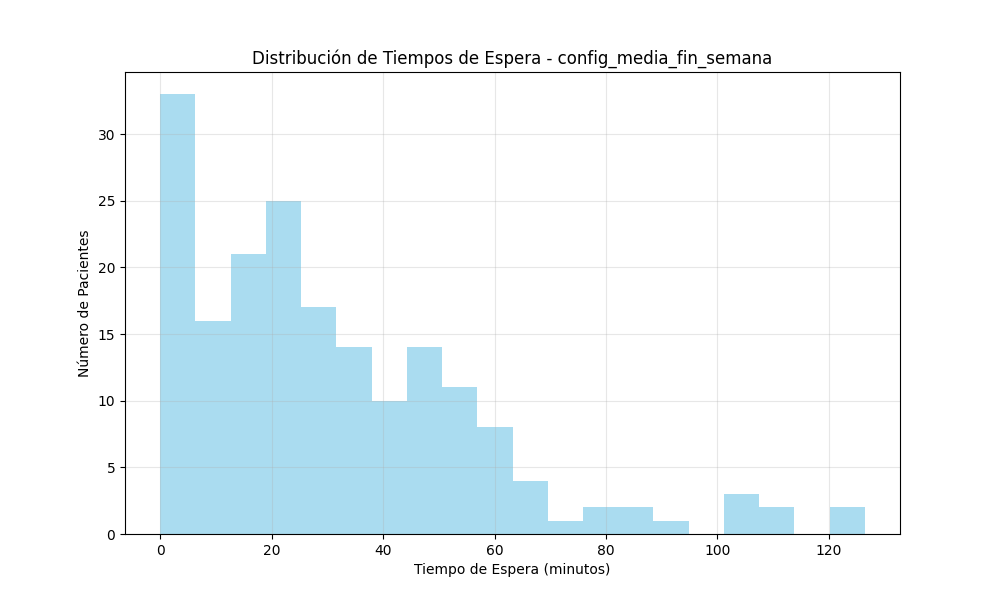 Distribución de Tiempos de Espera - config_media_fin_semana
Número de Pacientes
30
25
20
15
10
5
0
0 20 40 60 80 100 120
Tiempo de Espera (minutos)